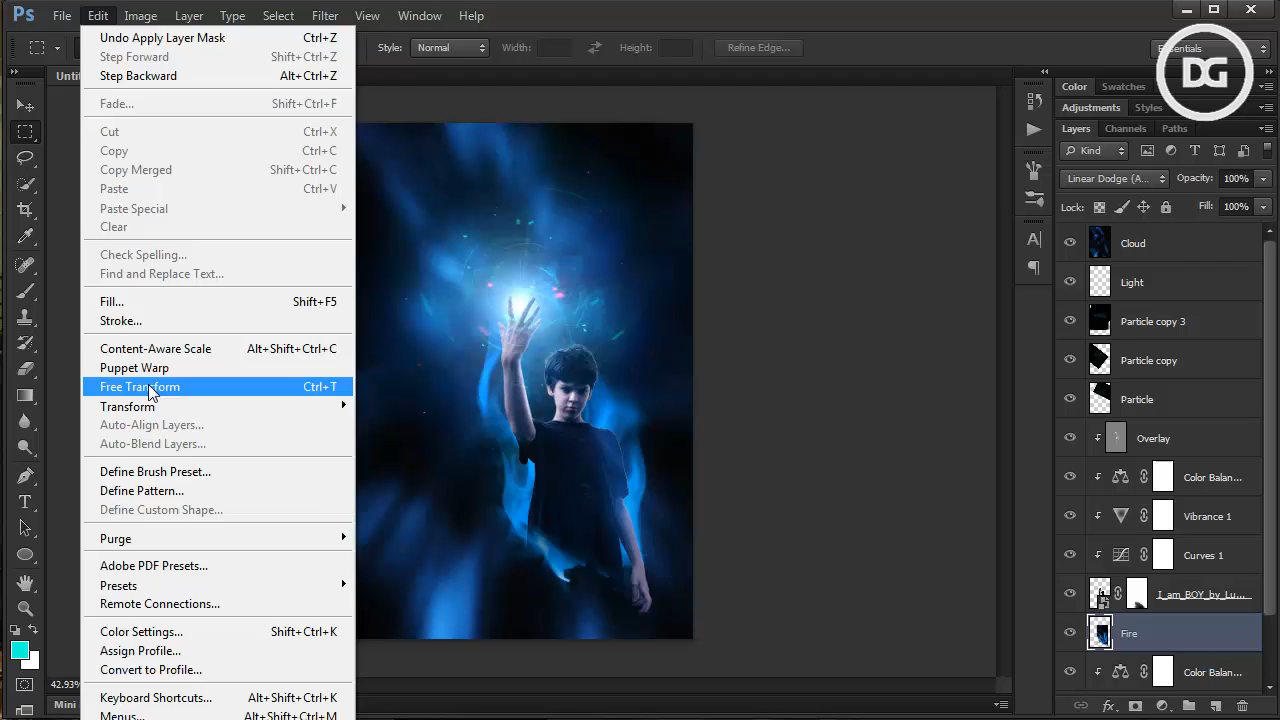 Ps File Edit Image Layer Type Select Filter View Window Help
Style: Normal Width: Height: Refine Edge... Essentials
DG
Undo Apply Layer Mask Ctrl+Z
Step Forward Shift+Ctrl+Z
Step Backward Alt+Ctrl+Z
Fade... Shift+Ctrl+F
Cut Ctrl+X
Copy Ctrl+C
Copy Merged Shift+Ctrl+C
Paste Ctrl+V
Paste Special
Clear
Check Spelling...
Find and Replace Text...
Fill... Shift+F5
Stroke...
Content-Aware Scale Alt+Shift+Ctrl+C
Puppet Warp
Free Transform Ctrl+T
Transform
Auto-Align Layers...
Auto-Blend Layers...
Define Brush Preset...
Define Pattern...
Define Custom Shape...
Purge
Adobe PDF Presets...
Presets
Remote Connections...
Color Settings... Shift+Ctrl+K
Assign Profile...
Convert to Profile...
Keyboard Shortcuts... Alt+Shift+Ctrl+K
Menus... Alt+Shift+Ctrl+M
Unti
42.93%
Mini
Color Swatches
Adjustments Styles
Layers Channels Paths
Kind
Linear Dodge (A... Opacity: 100%
Lock: Fill: 100%
Cloud
Light
Particle copy 3
Particle copy
Particle
Overlay
Color Balan...
Vibrance 1
Curves 1
I_am_BOY_by_Lu...
Fire
Color Balan...